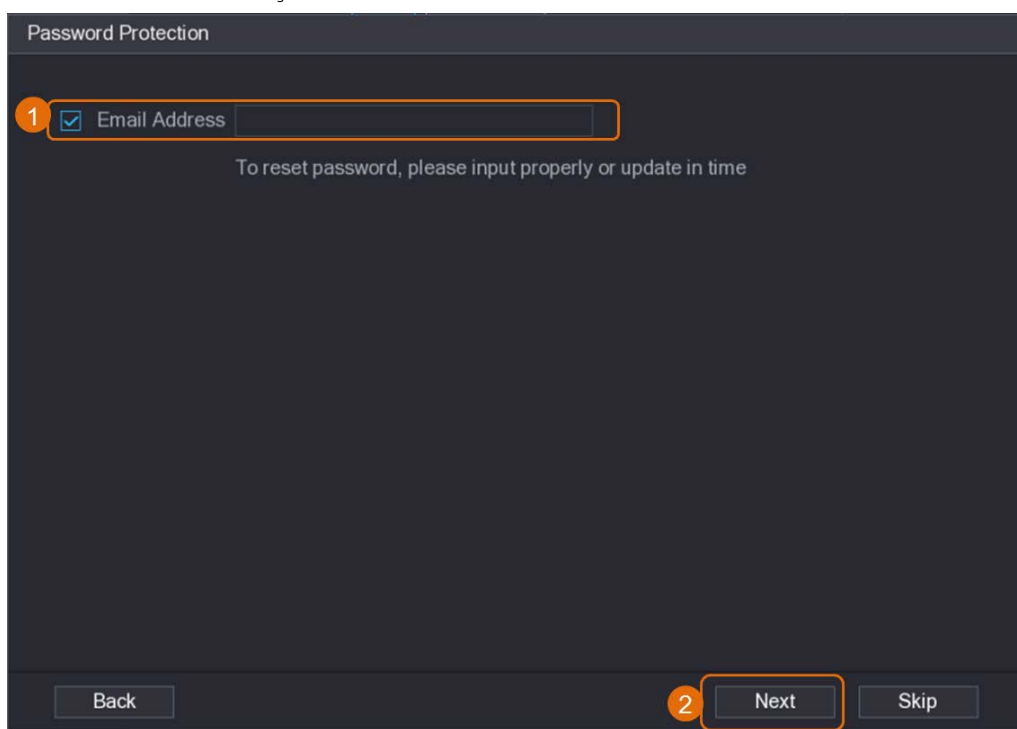 Password Protection
1 Email Address
To reset password, please input properly or update in time
Back 2 Next Skip